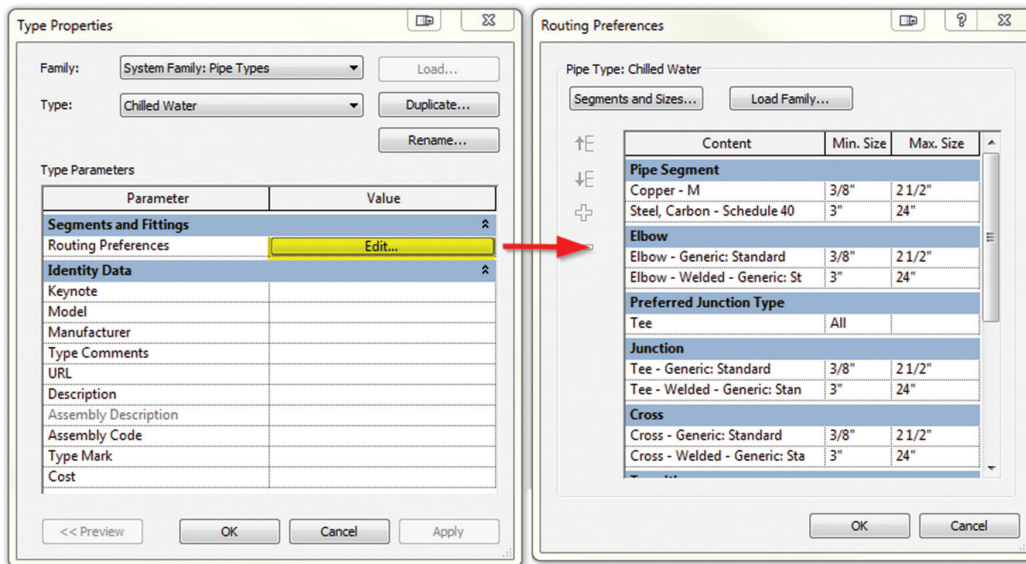 Type Properties
Family: System Family: Pipe Types Load...
Type: Chilled Water Duplicate...
Rename...
Type Parameters
Parameter Value
Segments and Fittings
Routing Preferences Edit...
Identity Data
Keynote
Model
Manufacturer
Type Comments
URL
Description
Assembly Description
Assembly Code
Type Mark
Cost
<< Preview OK Cancel Apply
Routing Preferences
Pipe Type: Chilled Water
Segments and Sizes... Load Family...
Content Min. Size Max. Size
Pipe Segment
Copper - M 3/8" 2 1/2"
Steel, Carbon - Schedule 40 3" 24"
Elbow
Elbow - Generic: Standard 3/8" 2 1/2"
Elbow - Welded - Generic: St 3" 24"
Preferred Junction Type
Tee All
Junction
Tee - Generic: Standard 3/8" 2 1/2"
Tee - Welded - Generic: Stan 3" 24"
Cross
Cross - Generic: Standard 3/8" 2 1/2"
Cross - Welded - Generic: Sta 3" 24"
OK Cancel